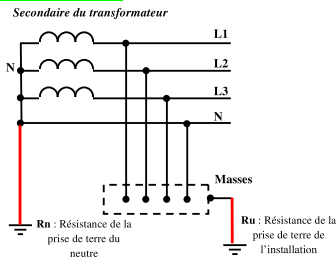 Secondaire du transformateur
L1
N
L2
L3
N
Masses
Rn : Résistance de la
prise de terre du
neutre
Ru : Résistance de la
prise de terre de
l'installation